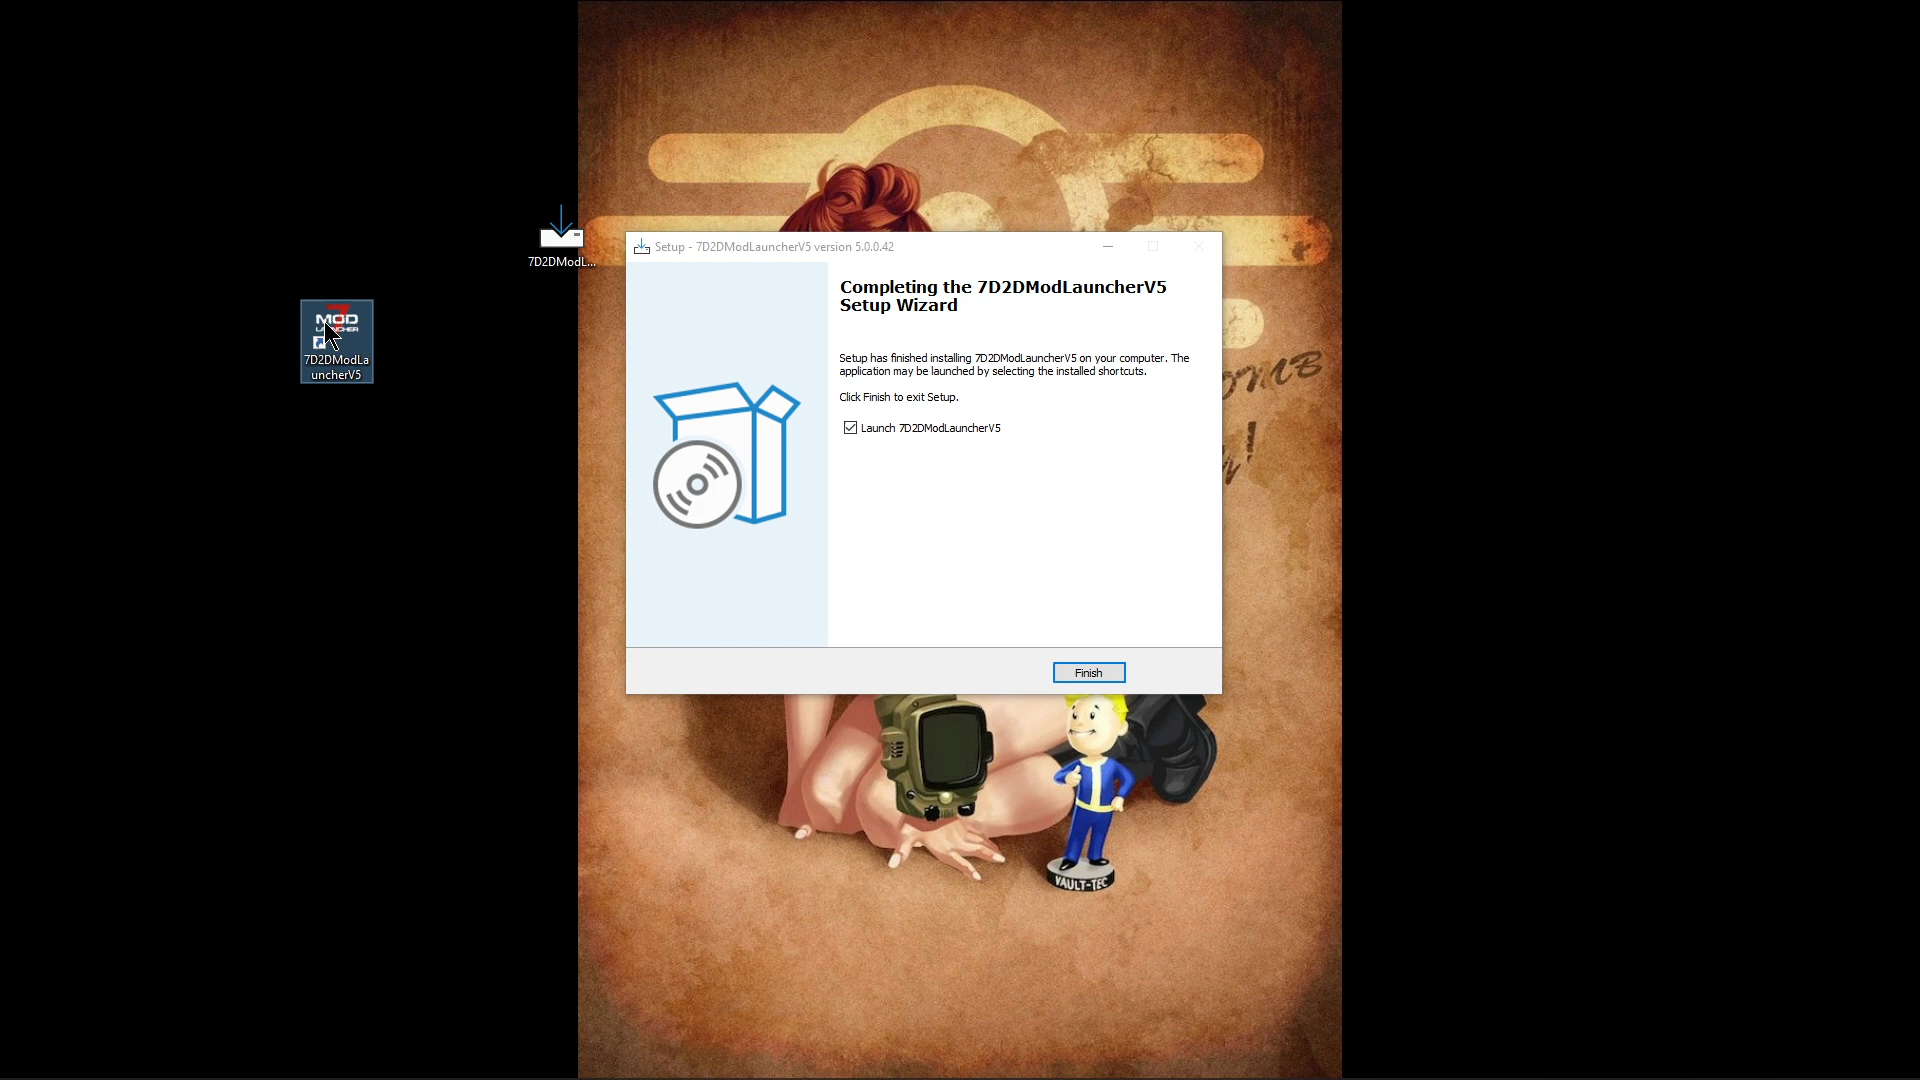 7D2DModL...
MOD
LAUNCHER
7D2DModLa
uncherV5
Setup - 7D2DModLauncherV5 version 5.0.0.42
Completing the 7D2DModLauncherV5
Setup Wizard
Setup has finished installing 7D2DModLauncherV5 on your computer. The
application may be launched by selecting the installed shortcuts.
Click Finish to exit Setup.
Launch 7D2DModLauncherV5
Finish
OMB
VAULT-TEC